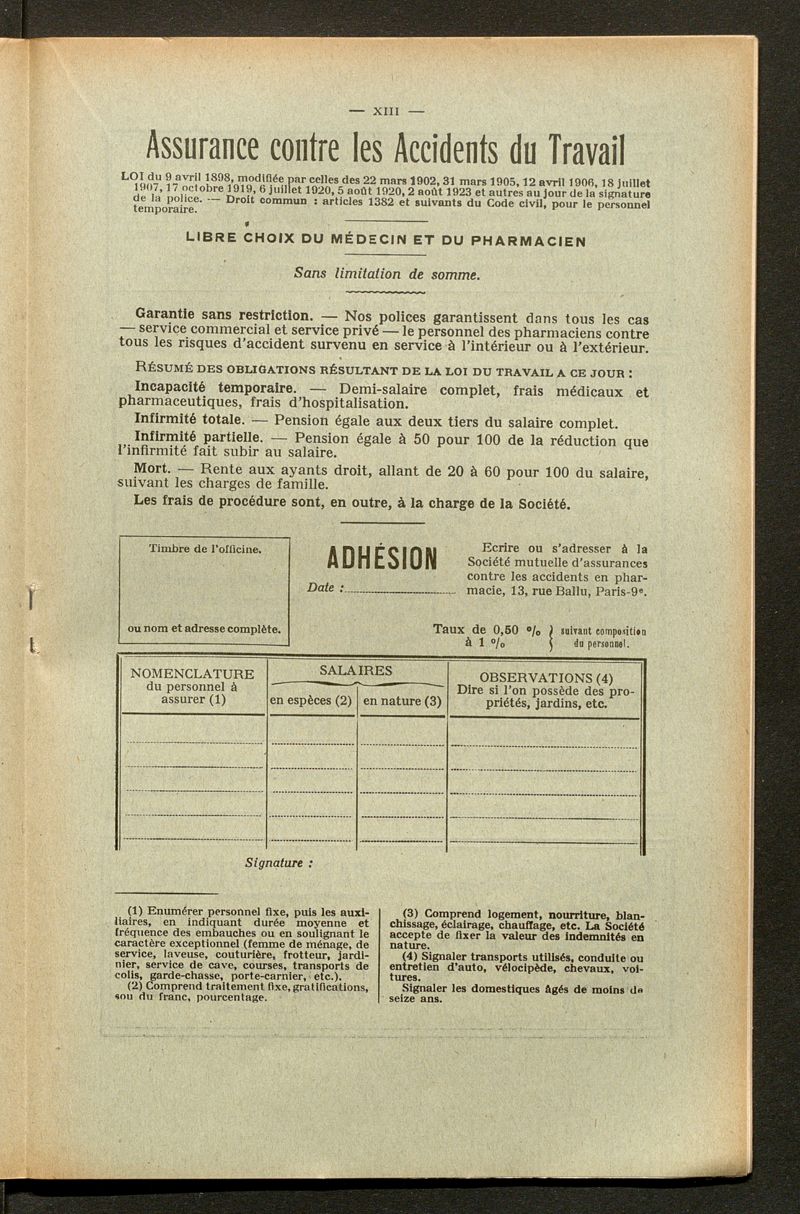 — XIII —
Assurance contre les Accidents du Travail
LOI du 9 avril 1898, modifiée par celles des 22 mars 1902, 31 mars 1905, 12 avril 1906, 18 juillet
1907, 17 octobre 1919, 6 juillet 1920, 5 août 1920, 2 août 1923 et autres au jour de la signature
de la police. — Droit commun : articles 1382 et suivants du Code civil, pour le personnel
temporaire.
LIBRE CHOIX DU MÉDECIN ET DU PHARMACIEN
Sans limitation de somme.
Garantie sans restriction. — Nos polices garantissent dans tous les cas
— service commercial et service privé — le personnel des pharmaciens contre
tous les risques d'accident survenu en service à l'intérieur ou à l'extérieur.
RÉSUMÉ DES OBLIGATIONS RÉSULTANT DE LA LOI DU TRAVAIL A CE JOUR :
Incapacité temporaire. — Demi-salaire complet, frais médicaux et
pharmaceutiques, frais d'hospitalisation.
Infirmité totale. — Pension égale aux deux tiers du salaire complet.
Infirmité partielle. — Pension égale à 50 pour 100 de la réduction que
l'infirmité fait subir au salaire.
Mort. — Rente aux ayants droit, allant de 20 à 60 pour 100 du salaire,
suivant les charges de famille.
Les frais de procédure sont, en outre, à la charge de la Société.
Timbre de l'officine.
ou nom et adresse complète.
ADHÉSION
Date :
Ecrire ou s'adresser à la
Société mutuelle d'assurances
contre les accidents en phar-
macie, 13, rue Ballu, Paris-9e.
Taux de 0,50 % } suivant composition
à 1 % } du personnel.
NOMENCLATURE
du personnel à
assurer (1)
SALAIRES
en espèces (2)
en nature (3)
OBSERVATIONS (4)
Dire si l'on possède des pro-
priétés, jardins, etc.
Signature :
(1) Enumérer personnel fixe, puis les auxi-
liaires, en indiquant durée moyenne et
fréquence des embauches ou en soulignant le
caractère exceptionnel (femme de ménage, de
service, laveuse, couturière, frotteur, jardi-
nier, service de cave, courses, transports de
colis, garde-chasse, porte-carnier, etc.).
(2) Comprend traitement fixe, gratifications,
sou du franc, pourcentage.
(3) Comprend logement, nourriture, blan-
chissage, éclairage, chauffage, etc. La Société
accepte de fixer la valeur des indemnités en
nature.
(4) Signaler transports utilisés, conduite ou
entretien d'auto, vélocipède, chevaux, voi-
tures.
Signaler les domestiques âgés de moins de
seize ans.